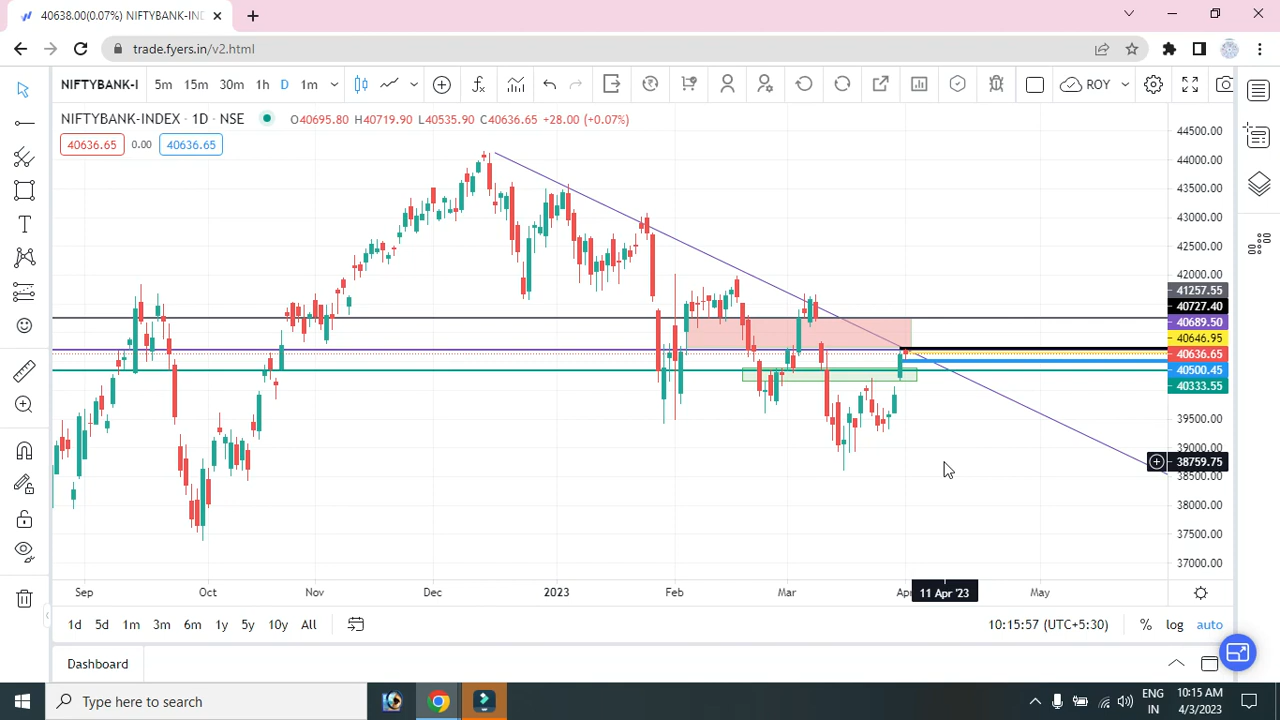 40638.00(0.07%) NIFTYBANK-IND
trade.fyers.in/v2.html
NIFTYBANK-I 5m 15m 30m 1h D 1m ROY
NIFTYBANK-INDEX · 1D · NSE O40695.80 H40719.90 L40535.90 C40636.65 +28.00 (+0.07%)
40636.65 0.00 40636.65
44500.00
44000.00
43500.00
43000.00
42500.00
42000.00
41257.55
40727.40
40689.50
40646.95
40636.65
40500.45
40333.55
39500.00
39000.00
38759.75
38500.00
38000.00
37500.00
37000.00
Sep Oct Nov Dec 2023 Feb Mar Apr 11 Apr '23 May
1d 5d 1m 3m 6m 1y 5y 10y All 10:15:57 (UTC+5:30) % log auto
Dashboard
Type here to search
ENG
IN
10:15 AM
4/3/2023